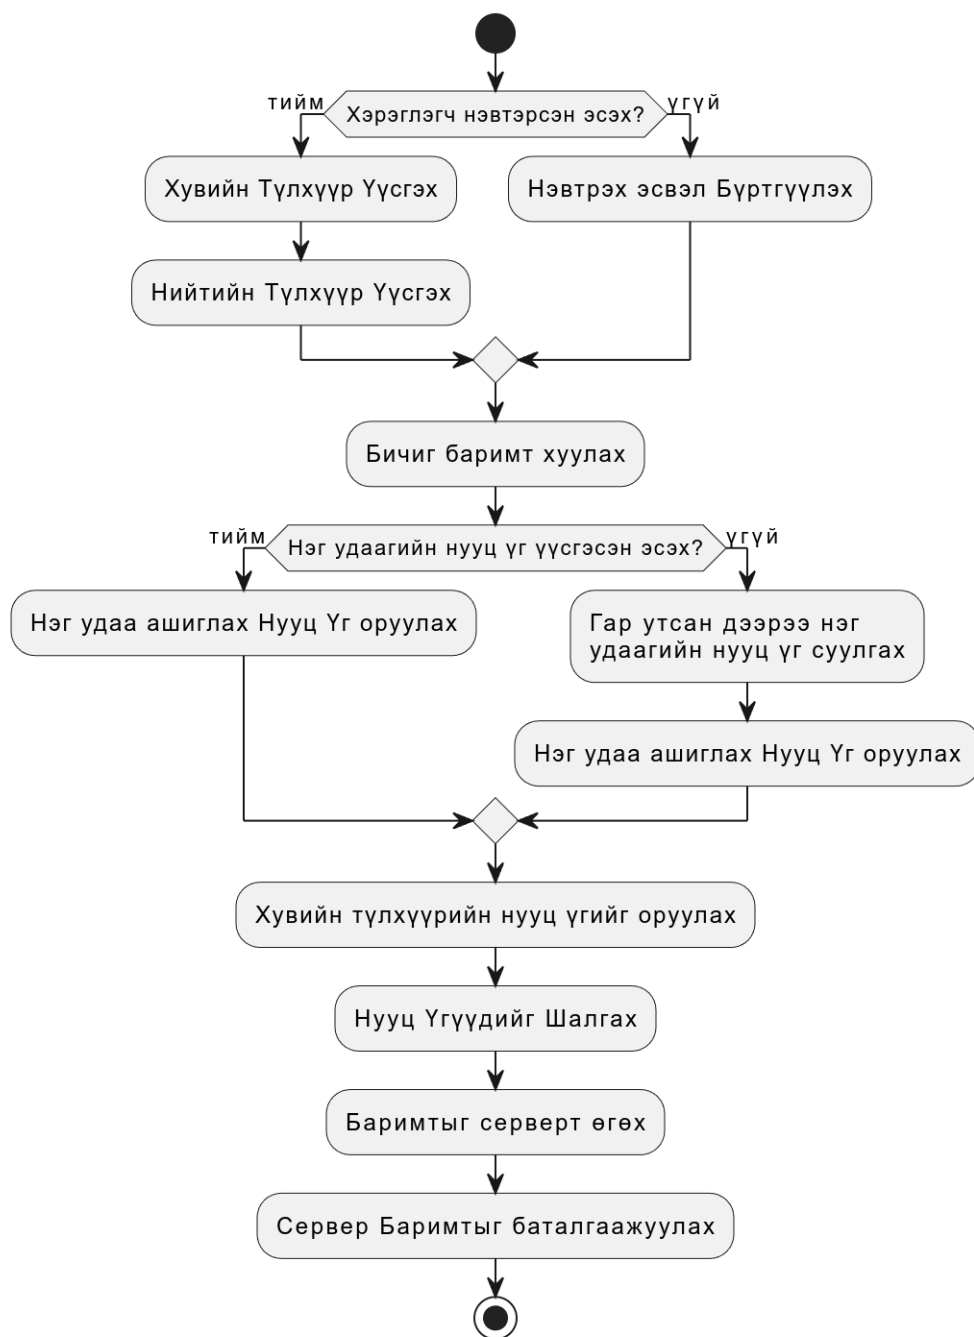 тийм
Хэрэглэгч нэвтэрсэн эсэх?
үгүй
Хувийн Түлхүүр Үүсгэх
Нэвтрэх эсвэл Бүртгүүлэх
Нийтийн Түлхүүр Үүсгэх
Бичиг баримт хуулах
тийм
Нэг удаагийн нууц үг үүсгэсэн эсэх?
үгүй
Нэг удаа ашиглах Нууц Үг оруулах
Гар утсан дээрээ нэг
удаагийн нууц үг суулгах
Нэг удаа ашиглах Нууц Үг оруулах
Хувийн түлхүүрийн нууц үгийг оруулах
Нууц Үгүүдийг Шалгах
Баримтыг серверт өгөх
Сервер Баримтыг баталгаажуулах